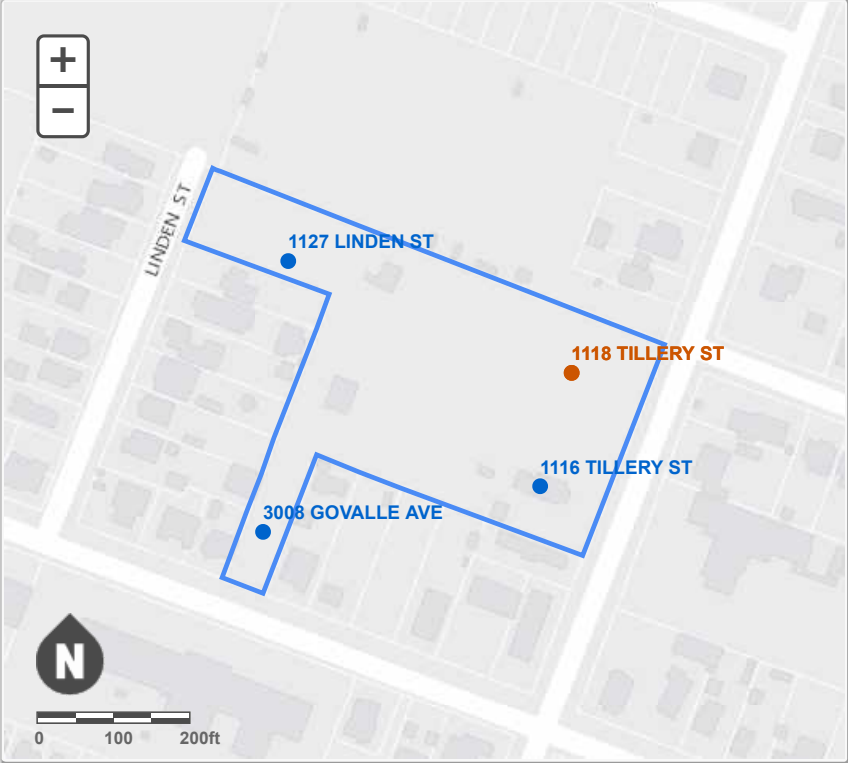 +
−
LINDEN ST
1127 LINDEN ST
1118 TILLERY ST
1116 TILLERY ST
3008 GOVALLE AVE
N
0 100 200ft